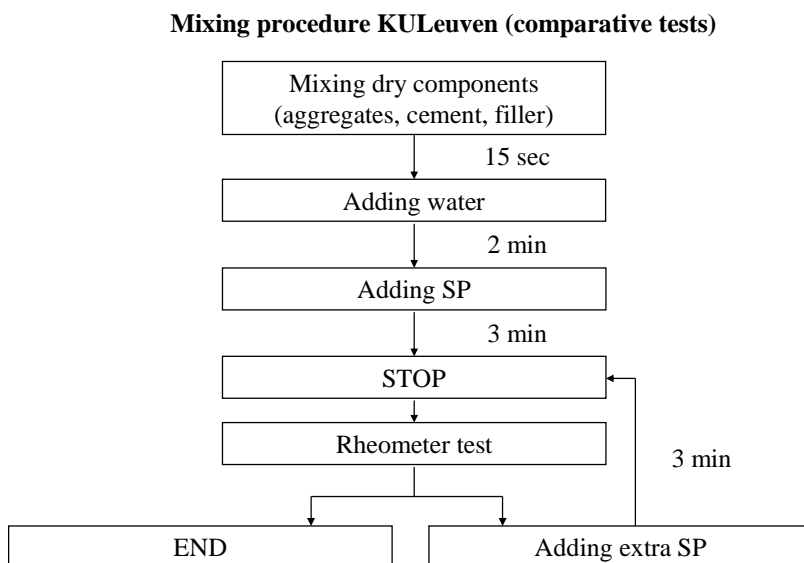 Mixing procedure KULeuven (comparative tests)
Mixing dry components
(aggregates, cement, filler)
15 sec
Adding water
2 min
Adding SP
3 min
STOP
Rheometer test
3 min
END
Adding extra SP